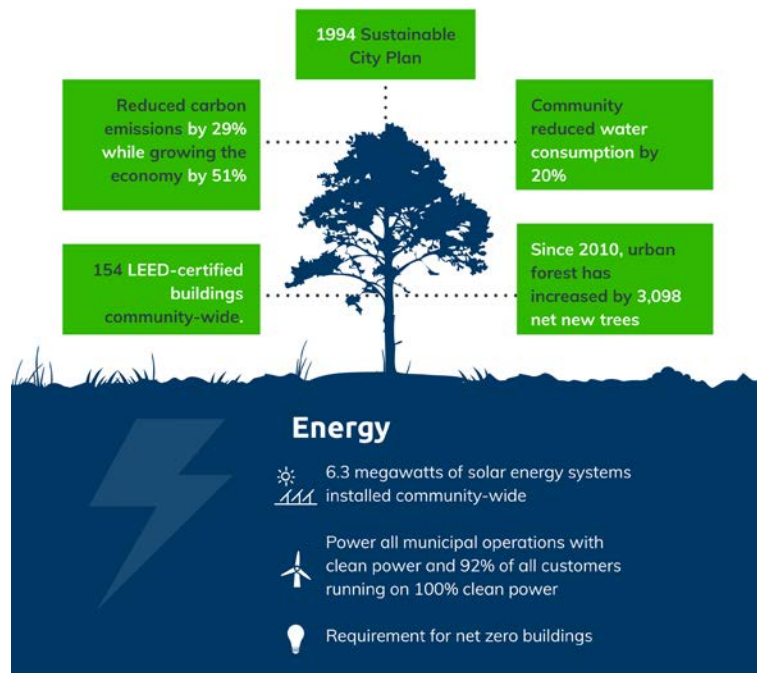 1994 Sustainable
City Plan
Reduced carbon
emissions by 29%
while growing the
economy by 51%
Community
reduced water
consumption by
20%
154 LEED-certified
buildings
community-wide.
Since 2010, urban
forest has
increased by 3,098
net new trees
Energy
6.3 megawatts of solar energy systems
installed community-wide
Power all municipal operations with
clean power and 92% of all customers
running on 100% clean power
Requirement for net zero buildings